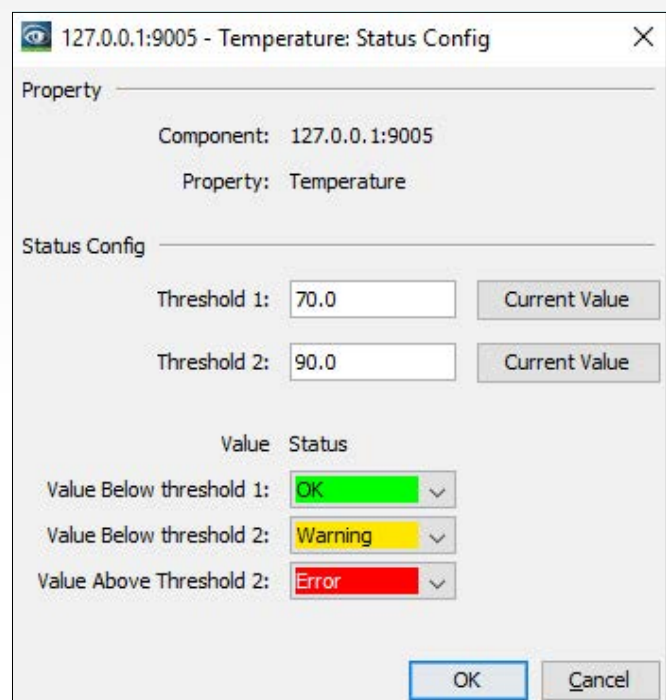 127.0.0.1:9005 - Temperature: Status Config
Property
Component: 127.0.0.1:9005
Property: Temperature
Status Config
Threshold 1: 70.0 Current Value
Threshold 2: 90.0 Current Value
Value Status
Value Below threshold 1: OK
Value Below threshold 2: Warning
Value Above Threshold 2: Error
OK Cancel